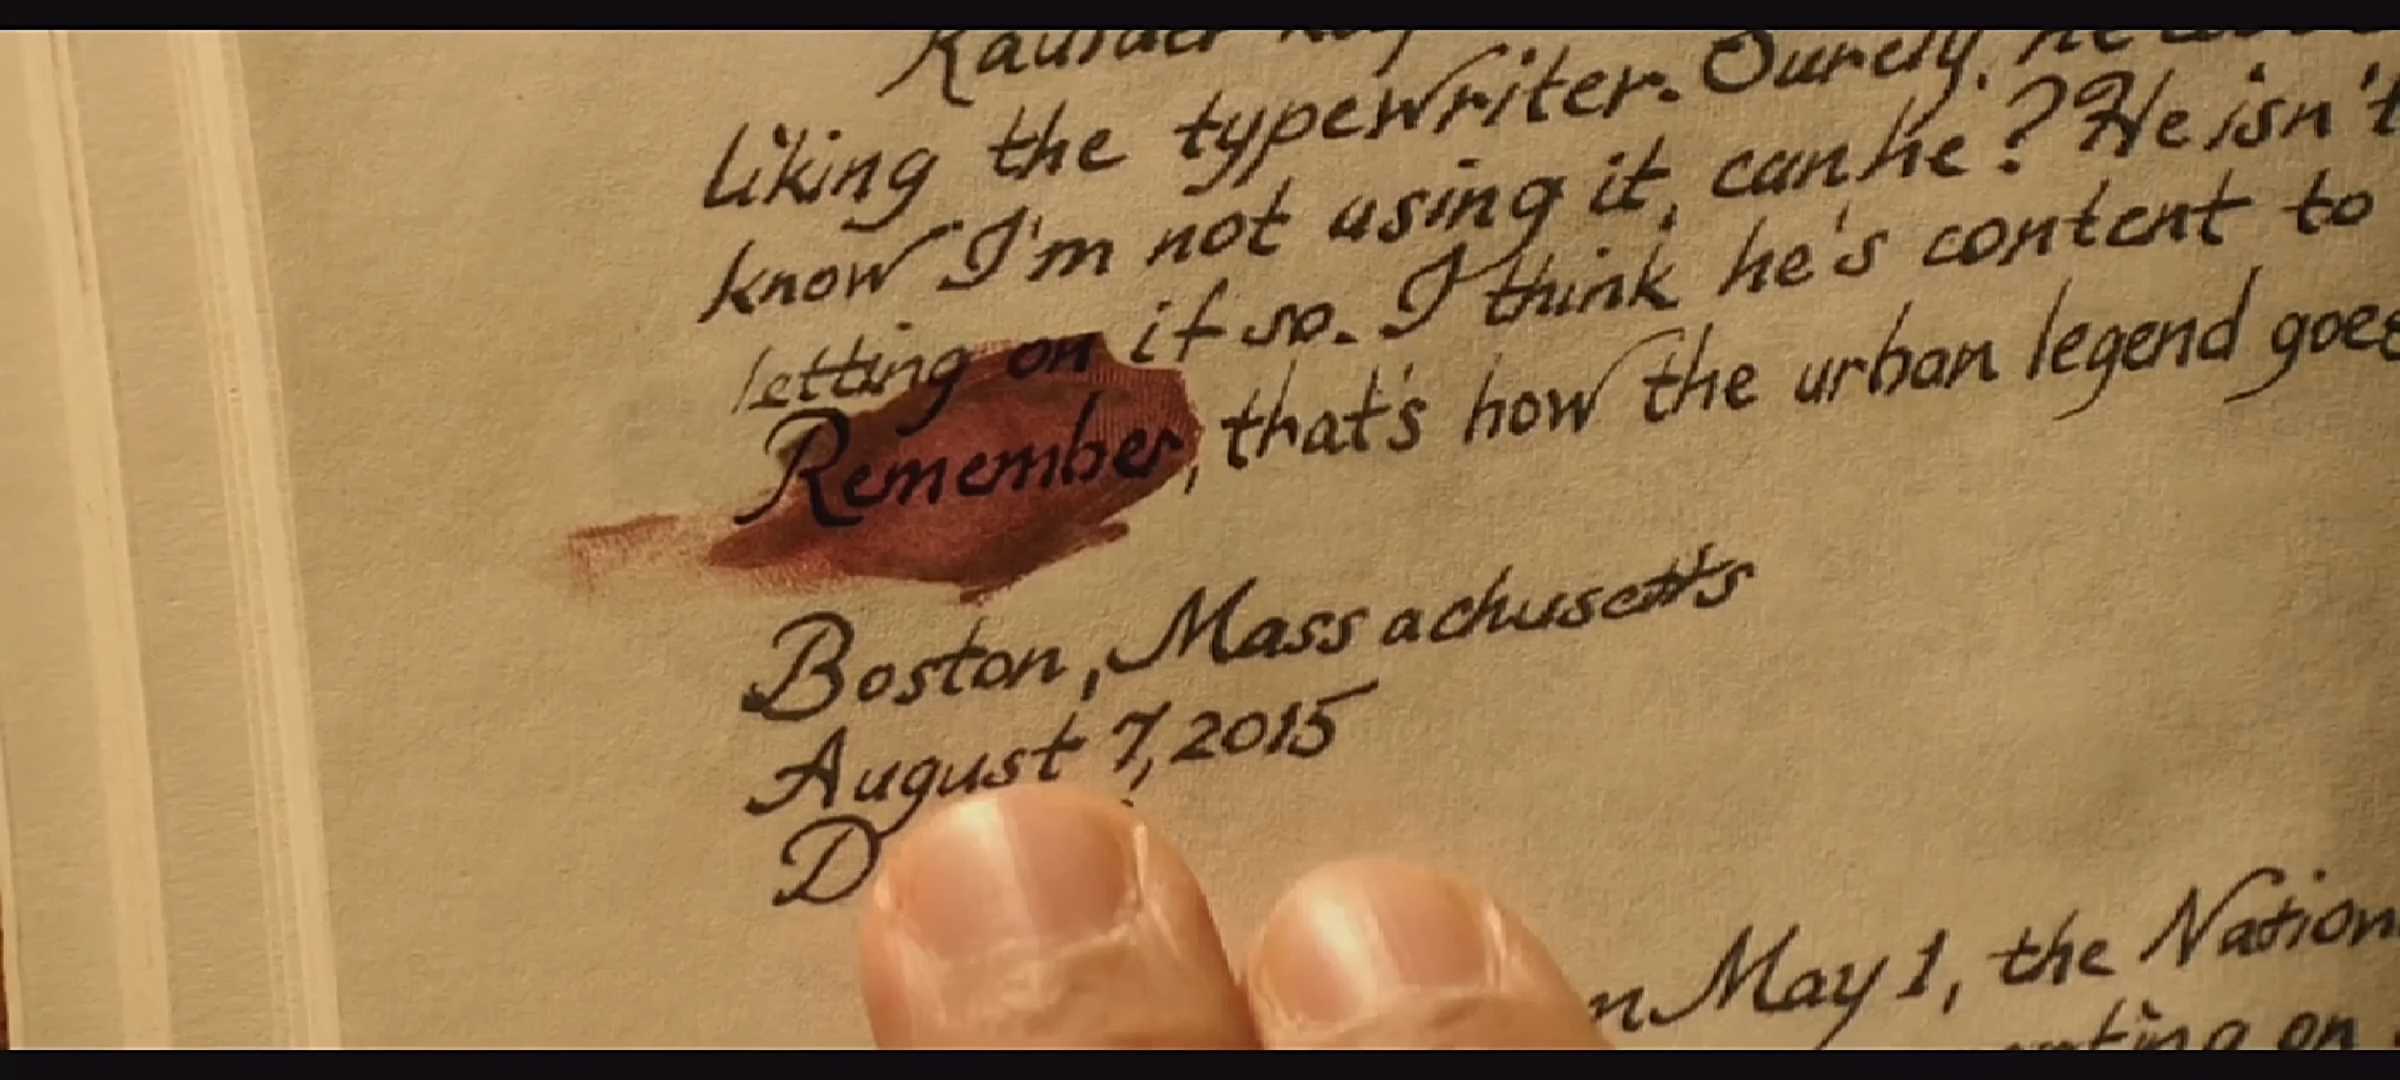 liking the typewriter. Surely, he
know I'm not using it, can he? He isn't
letting on if so. I think he's content to
Remember, that's how the urban legend goes
Boston, Massachusetts
August 7, 2015
D
n May 1, the Nation
on